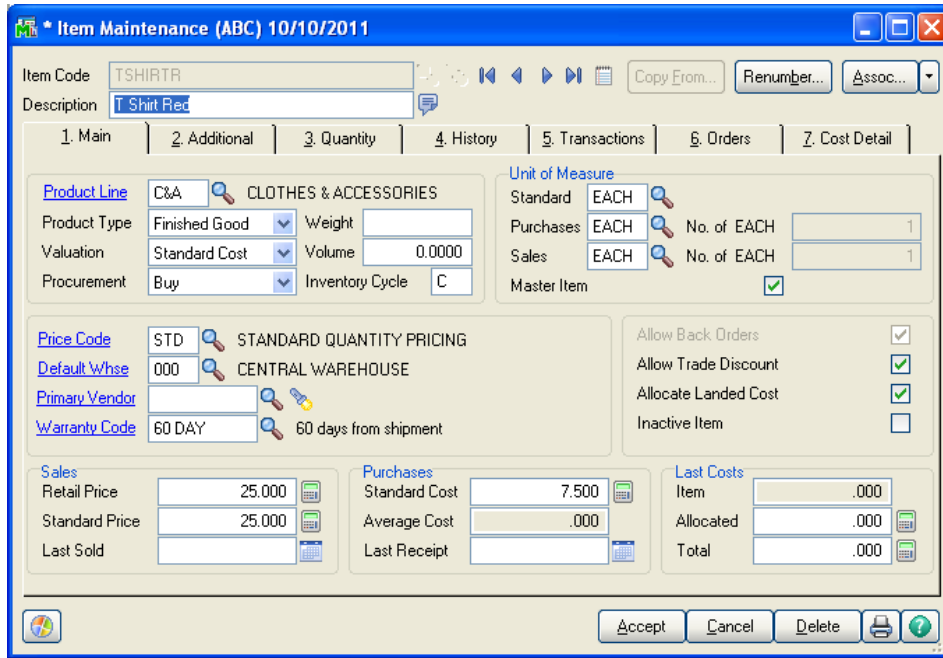 * Item Maintenance (ABC) 10/10/2011
Item Code TSHIRTR Copy From... Renumber... Assoc...
Description T Shirt Red
1. Main 2. Additional 3. Quantity 4. History 5. Transactions 6. Orders 7. Cost Detail
Product Line C&A CLOTHES & ACCESSORIES
Product Type Finished Good Weight
Valuation Standard Cost Volume 0.0000
Procurement Buy Inventory Cycle C
Unit of Measure
Standard EACH
Purchases EACH No. of EACH 1
Sales EACH No. of EACH 1
Master Item
Price Code STD STANDARD QUANTITY PRICING
Default Whse 000 CENTRAL WAREHOUSE
Primary Vendor
Warranty Code 60 DAY 60 days from shipment
Allow Back Orders
Allow Trade Discount
Allocate Landed Cost
Inactive Item
Sales
Retail Price 25.000
Standard Price 25.000
Last Sold
Purchases
Standard Cost 7.500
Average Cost .000
Last Receipt
Last Costs
Item .000
Allocated .000
Total .000
Accept Cancel Delete